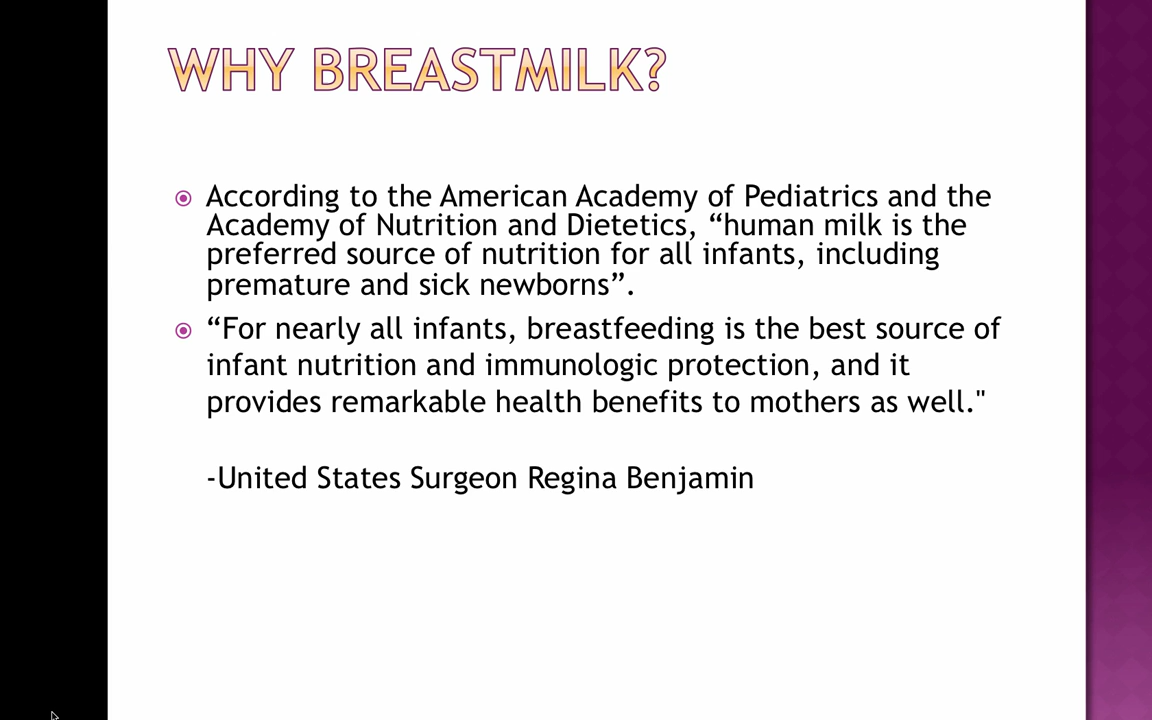 WHY BREASTMILK?
According to the American Academy of Pediatrics and the
Academy of Nutrition and Dietetics, “human milk is the
preferred source of nutrition for all infants, including
premature and sick newborns”.
“For nearly all infants, breastfeeding is the best source of
infant nutrition and immunologic protection, and it
provides remarkable health benefits to mothers as well."
-United States Surgeon Regina Benjamin